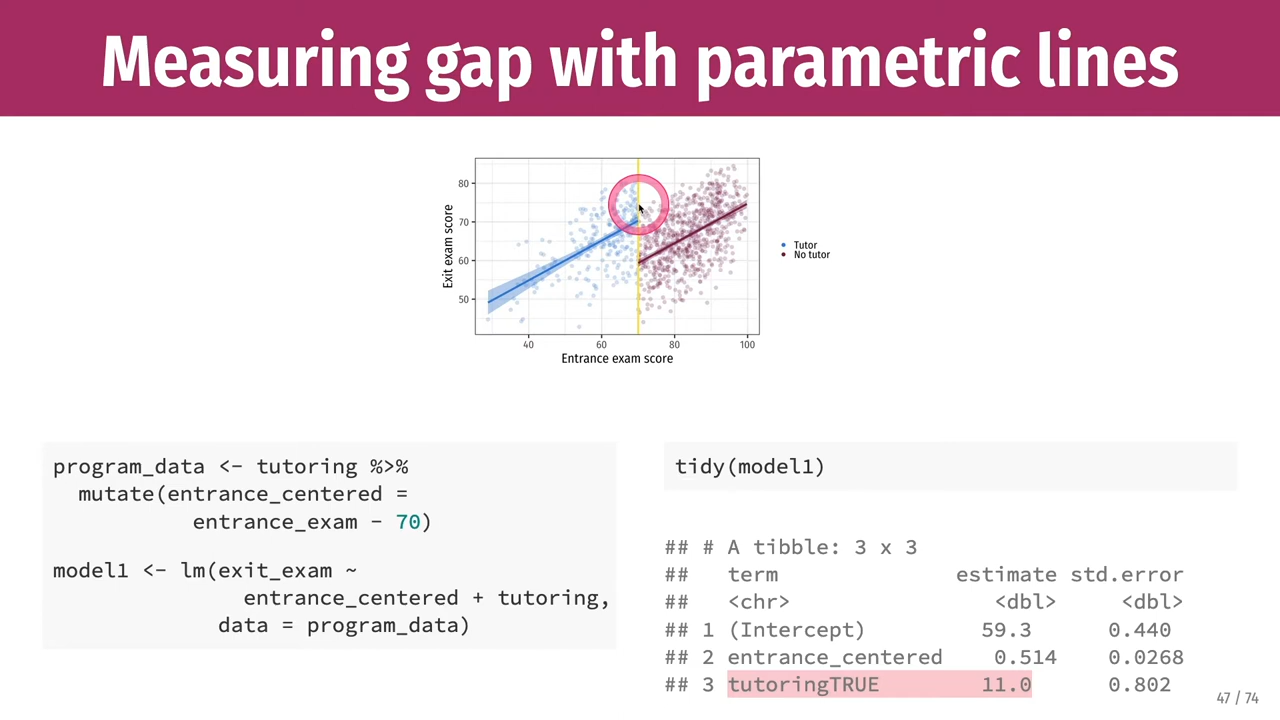 Measuring gap with parametric lines
80
70
60
50
Exit exam score
40
60
80
100
Entrance exam score
Tutor
No tutor
program_data <- tutoring %>%
mutate(entrance_centered =
entrance_exam - 70)
model1 <- lm(exit_exam ~
entrance_centered + tutoring,
data = program_data)
tidy(model1)
## # A tibble: 3 x 3
## term estimate std.error
## <chr> <dbl> <dbl>
## 1 (Intercept) 59.3 0.440
## 2 entrance_centered 0.514 0.0268
## 3 tutoringTRUE 11.0 0.802
47 / 74